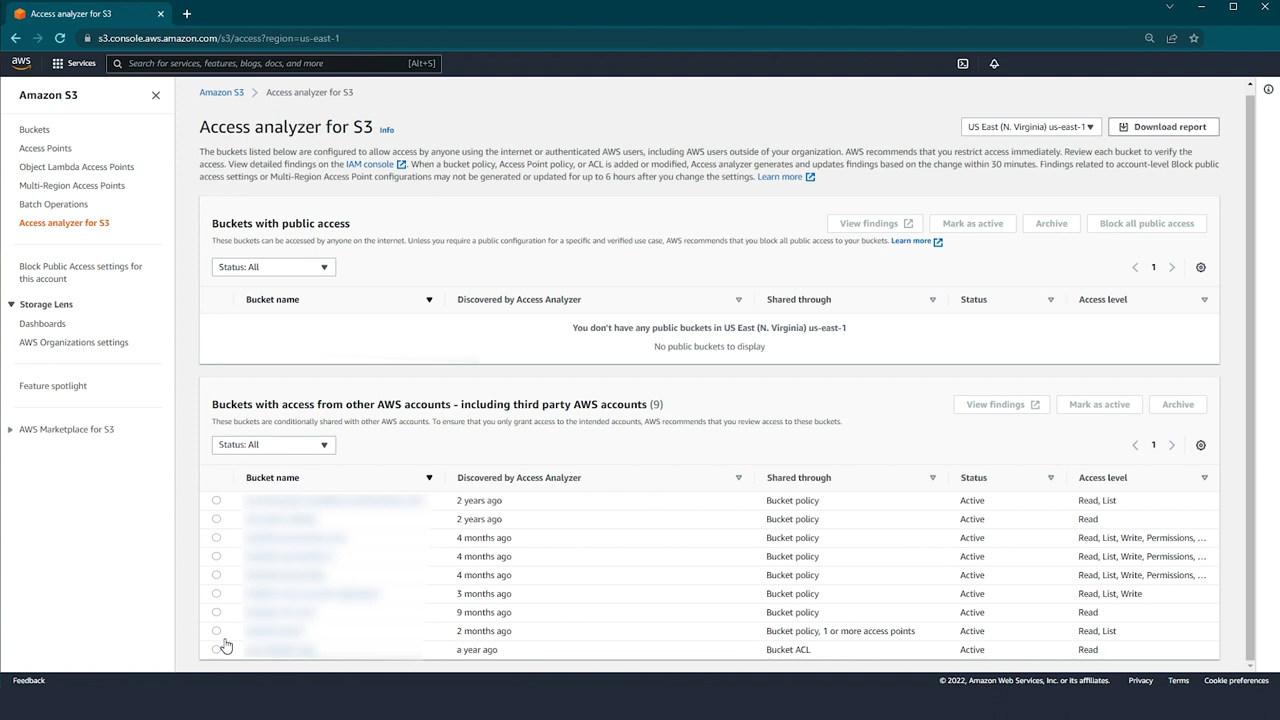 Access analyzer for S3
s3.console.aws.amazon.com/s3/access?region=us-east-1
aws
Services
Search for services, features, blogs, docs, and more
[Alt+S]
Amazon S3
Buckets
Access Points
Object Lambda Access Points
Multi-Region Access Points
Batch Operations
Access analyzer for S3
Block Public Access settings for
this account
Storage Lens
Dashboards
AWS Organizations settings
Feature spotlight
AWS Marketplace for S3
Amazon S3 > Access analyzer for S3
Access analyzer for S3 Info
US East (N. Virginia) us-east-1
Download report
The buckets listed below are configured to allow access by anyone using the internet or authenticated AWS users, including AWS users outside of your organization. AWS recommends that you restrict access immediately. Review each bucket to verify the
access. View detailed findings on the IAM console. When a bucket policy, Access Point policy, or ACL is added or modified, Access analyzer generates and updates findings based on the change within 30 minutes. Findings related to account-level Block public
access settings or Multi-Region Access Point configurations may not be generated or updated for up to 6 hours after you change the settings. Learn more
Buckets with public access
View findings
Mark as active
Archive
Block all public access
These buckets can be accessed by anyone on the internet. Unless you require a public configuration for a specific and verified use case, AWS recommends that you block all public access to your buckets. Learn more
Status: All
1
Bucket name Discovered by Access Analyzer Shared through Status Access level
You don't have any public buckets in US East (N. Virginia) us-east-1
No public buckets to display
Buckets with access from other AWS accounts - including third party AWS accounts (9)
View findings
Mark as active
Archive
These buckets are conditionally shared with other AWS accounts. To ensure that you only grant access to the intended accounts, AWS recommends that you review access to these buckets.
Status: All
1
Bucket name Discovered by Access Analyzer Shared through Status Access level
2 years ago Bucket policy Active Read, List
2 years ago Bucket policy Active Read
4 months ago Bucket policy Active Read, List, Write, Permissions, ...
4 months ago Bucket policy Active Read, List, Write, Permissions, ...
4 months ago Bucket policy Active Read, List, Write, Permissions, ...
3 months ago Bucket policy Active Read, List, Write
9 months ago Bucket policy Active Read
2 months ago Bucket policy, 1 or more access points Active Read, List
a year ago Bucket ACL Active Read
Feedback
© 2022, Amazon Web Services, Inc. or its affiliates.
Privacy
Terms
Cookie preferences